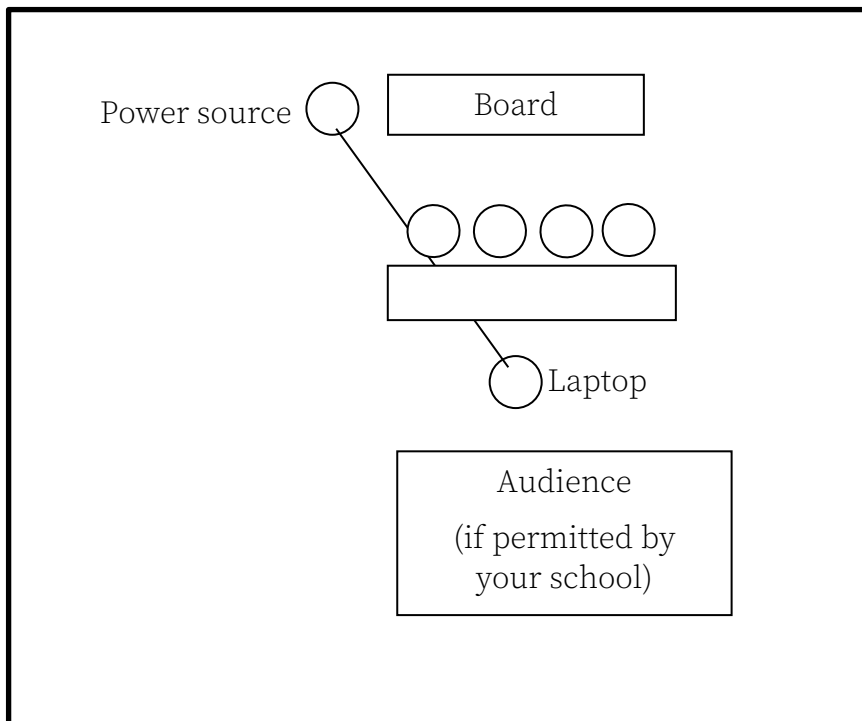 Power source
Board
Laptop
Audience
(if permitted by
your school)